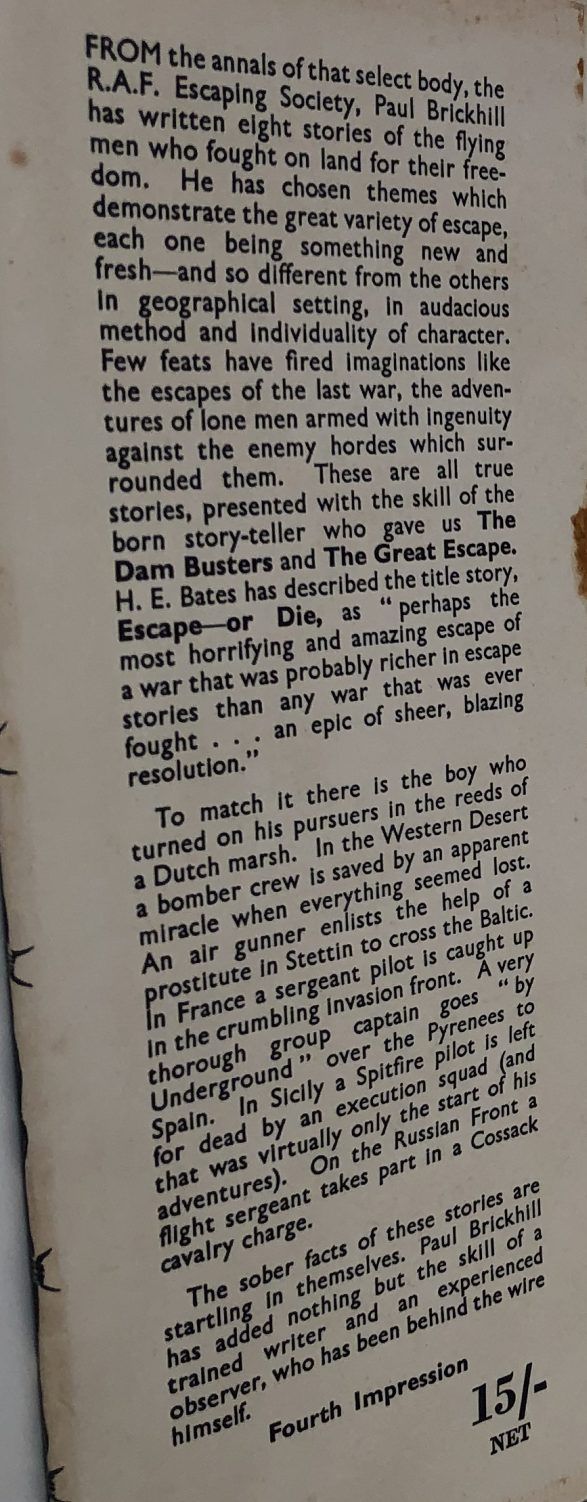 FROM the annals of that select body, the
R.A.F. Escaping Society, Paul Brickhill
has written eight stories of the flying
men who fought on land for their free-
dom. He has chosen themes which
demonstrate the great variety of escape,
each one being something new and
fresh—and so different from the others
in geographical setting, in audacious
method and individuality of character.
Few feats have fired imaginations like
the escapes of the last war, the adven-
tures of lone men armed with ingenuity
against the enemy hordes which sur-
rounded them. These are all true
stories, presented with the skill of the
born story-teller who gave us The
Dam Busters and The Great Escape.
H. E. Bates has described the title story,
Escape—or Die, as "perhaps the
most horrifying and amazing escape of
a war that was probably richer in escape
stories than any war that was ever
fought . . . an epic of sheer, blazing
resolution."
To match it there is the boy who
turned on his pursuers in the reeds of
a Dutch marsh. In the Western Desert
a bomber crew is saved by an apparent
miracle when everything seemed lost.
An air gunner enlists the help of a
prostitute in Stettin to cross the Baltic.
In France a sergeant pilot is caught up
in the crumbling invasion front. A very
thorough group captain goes "by
Underground" over the Pyrenees to
Spain. In Sicily a Spitfire pilot is left
for dead by an execution squad (and
that was virtually only the start of his
adventures). On the Russian Front a
flight sergeant takes part in a Cossack
cavalry charge.
The sober facts of these stories are
startling in themselves. Paul Brickhill
has added nothing but the skill of a
trained writer and an experienced
observer, who has been behind the wire
himself.
Fourth Impression
15/-
NET